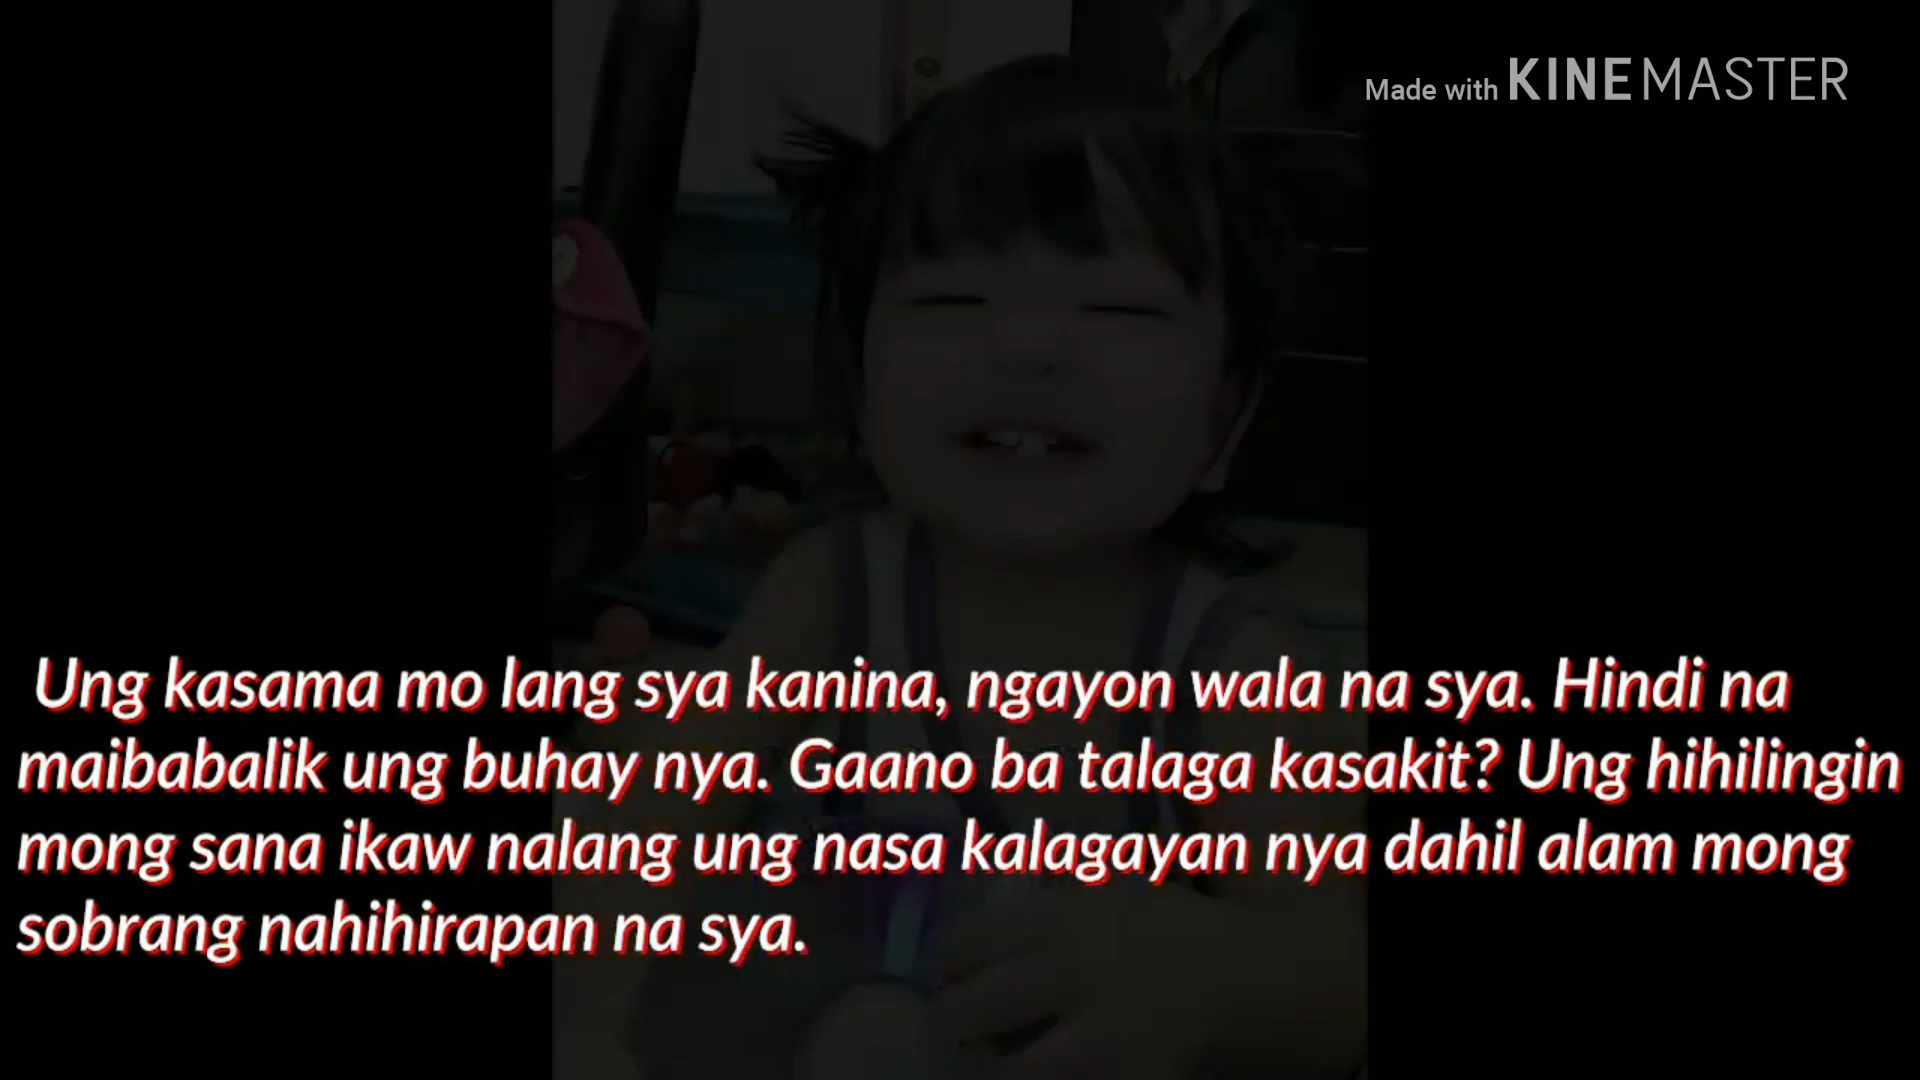 Made with KINEMASTER
Ung kasama mo lang sya kanina, ngayon wala na sya. Hindi na
maibabalik ung buhay nya. Gaano ba talaga kasakit? Ung hihilingin
mong sana ikaw nalang ung nasa kalagayan nya dahil alam mong
sobrang nahihirapan na sya.